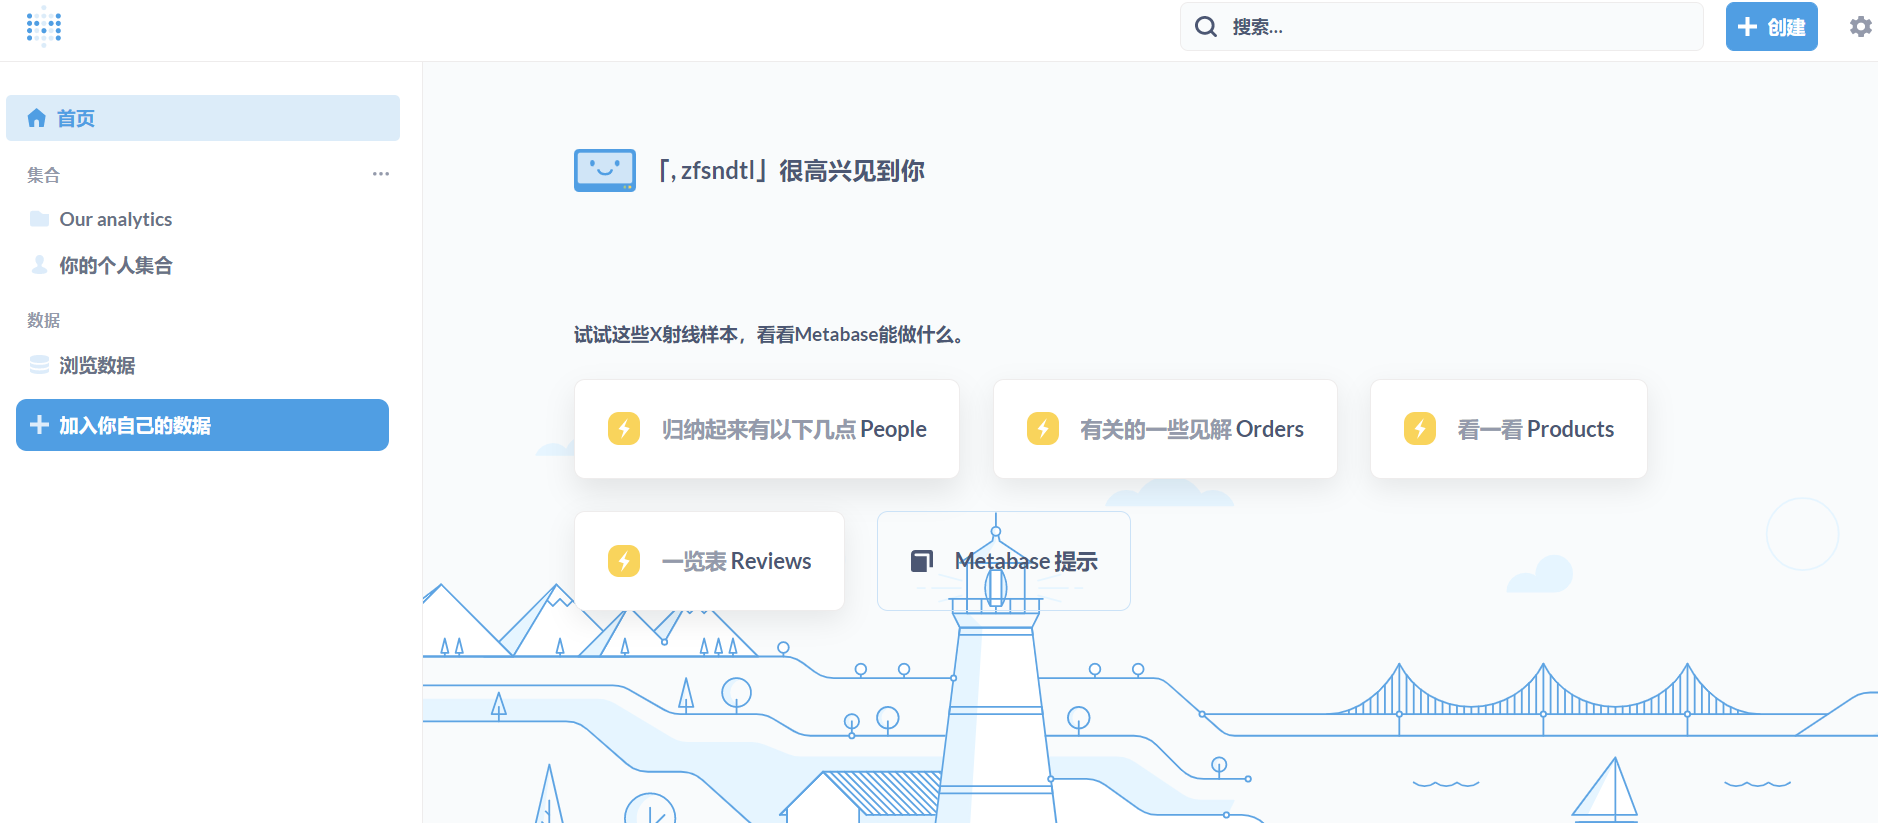 搜索...
创建
首页
集合
Our analytics
你的个人集合
数据
浏览数据
加入你自己的数据
「, zfsndtl」很高兴见到你
试试这些X射线样本，看看Metabase能做什么。
归纳起来有以下几点 People
有关的一些见解 Orders
看一看 Products
一览表 Reviews
Metabase 提示